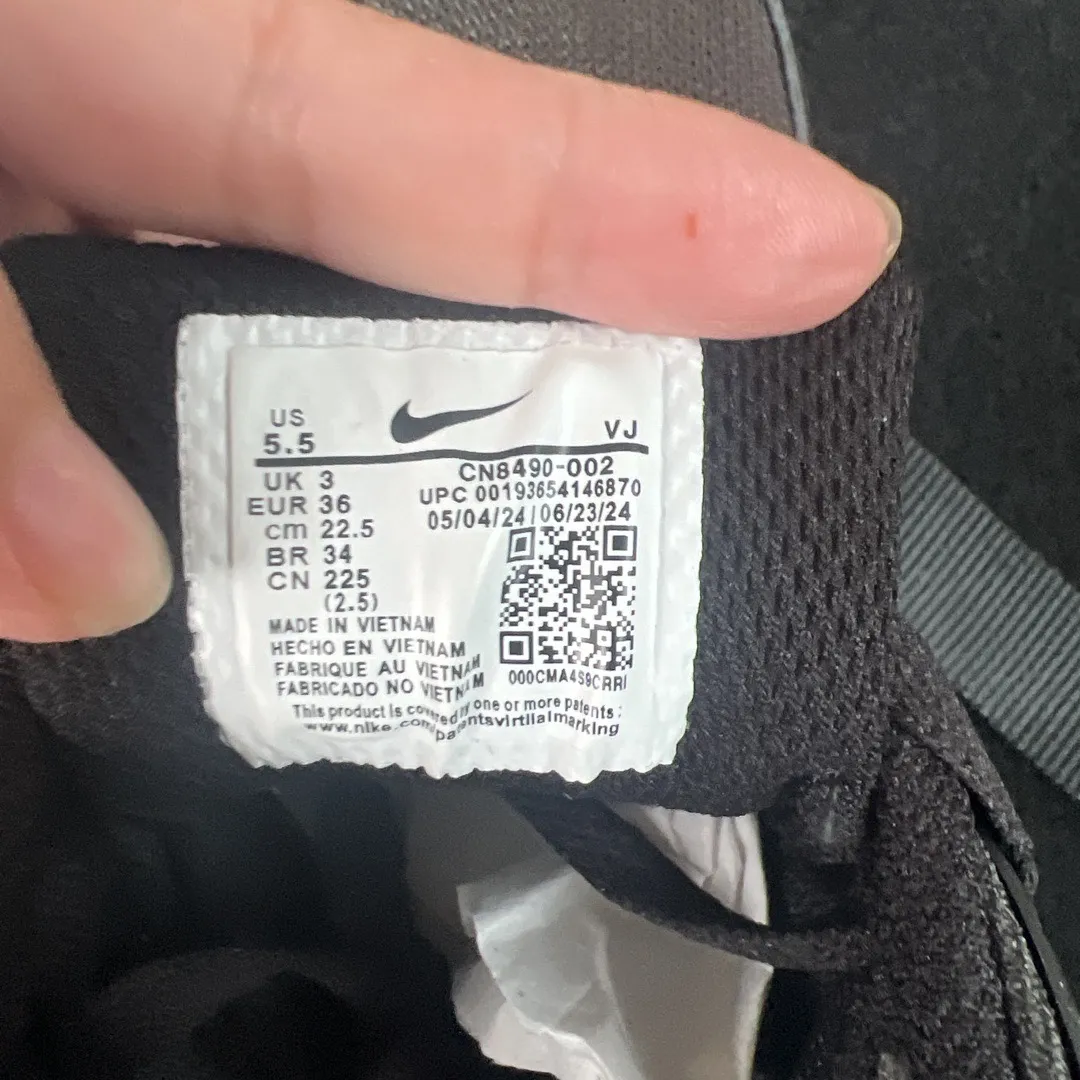 US
5.5
VJ
UK 3
EUR 36
cm 22.5
BR 34
CN 225
(2.5)
CN8490-002
UPC 00193654146870
05/04/24 | 06/23/24
MADE IN VIETNAM
HECHO EN VIETNAM
FABRIQUE AU VIETNAM
FABRICADO NO VIETNAM
000CMA4S9CRRI
This product is covered by one or more patents:
www.nike.com/patentsvirtlialmarking